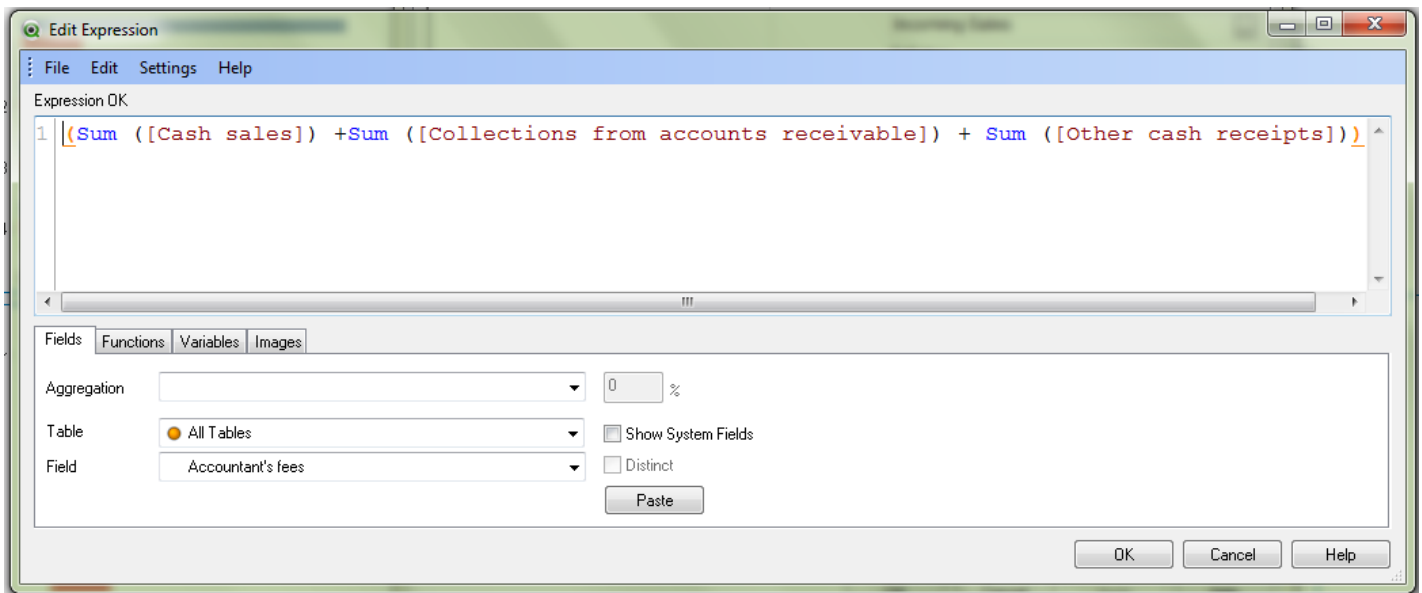 Edit Expression
File Edit Settings Help
Expression OK
1 (Sum ([Cash sales]) +Sum ([Collections from accounts receivable]) + Sum ([Other cash receipts]))
Fields Functions Variables Images
Aggregation 0 %
Table All Tables Show System Fields
Field Accountant's fees Distinct
Paste
OK Cancel Help